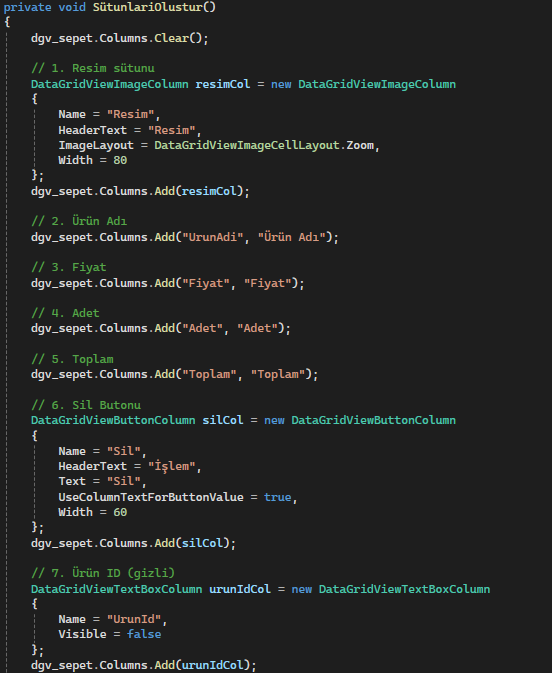 private void SütunlariOlustur()
{
dgv_sepet.Columns.Clear();
// 1. Resim sütunu
DataGridViewImageColumn resimCol = new DataGridViewImageColumn
{
Name = "Resim",
HeaderText = "Resim",
ImageLayout = DataGridViewImageCellLayout.Zoom,
Width = 80
};
dgv_sepet.Columns.Add(resimCol);
// 2. Ürün Adı
dgv_sepet.Columns.Add("UrunAdi", "Ürün Adı");
// 3. Fiyat
dgv_sepet.Columns.Add("Fiyat", "Fiyat");
// 4. Adet
dgv_sepet.Columns.Add("Adet", "Adet");
// 5. Toplam
dgv_sepet.Columns.Add("Toplam", "Toplam");
// 6. Sil Butonu
DataGridViewButtonColumn silCol = new DataGridViewButtonColumn
{
Name = "Sil",
HeaderText = "İşlem",
Text = "Sil",
UseColumnTextForButtonValue = true,
Width = 60
};
dgv_sepet.Columns.Add(silCol);
// 7. Ürün ID (gizli)
DataGridViewTextBoxColumn urunIdCol = new DataGridViewTextBoxColumn
{
Name = "UrunId",
Visible = false
};
dgv_sepet.Columns.Add(urunIdCol);